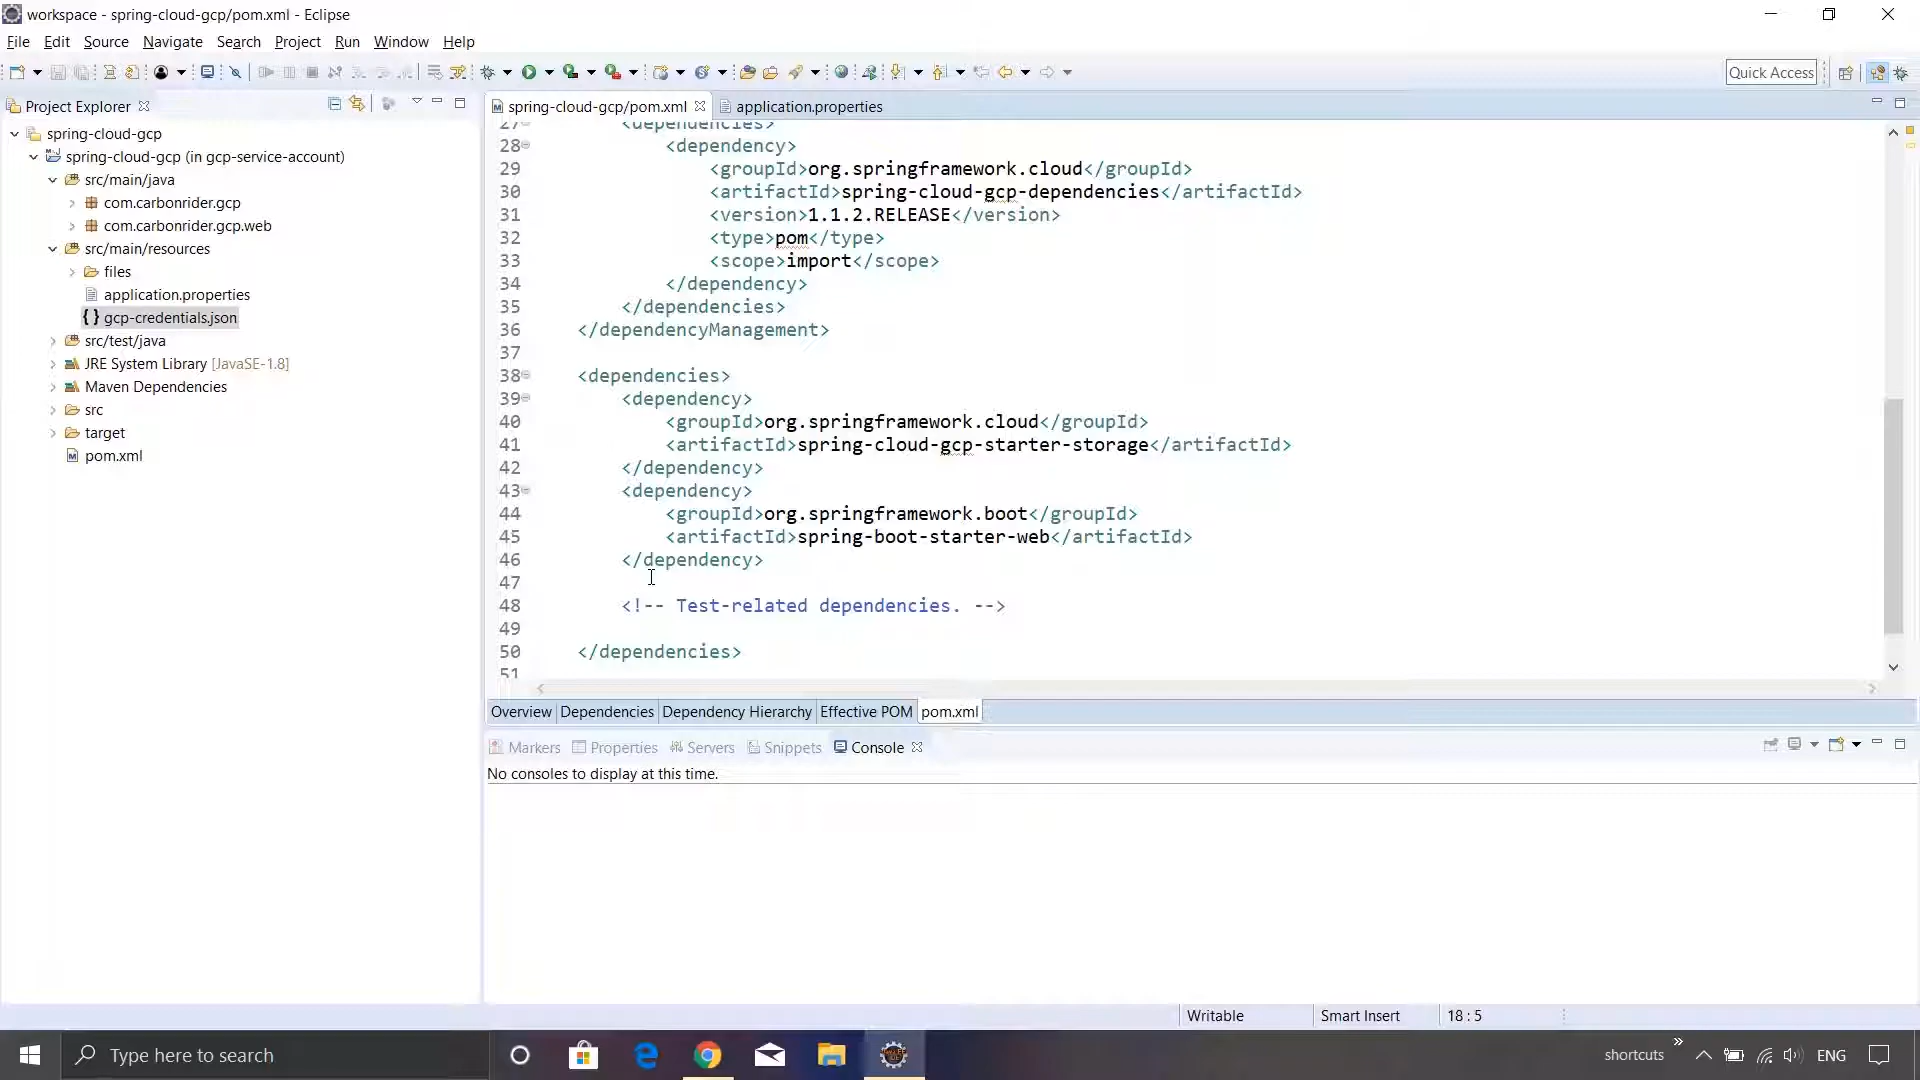 workspace - spring-cloud-gcp/pom.xml - Eclipse
File Edit Source Navigate Search Project Run Window Help
Quick Access
Project Explorer
spring-cloud-gcp
spring-cloud-gcp (in gcp-service-account)
src/main/java
com.carbonrider.gcp
com.carbonrider.gcp.web
src/main/resources
files
application.properties
gcp-credentials.json
src/test/java
JRE System Library [JavaSE-1.8]
Maven Dependencies
src
target
pom.xml
spring-cloud-gcp/pom.xml application.properties
27 <dependencies>
28 <dependency>
29 <groupId>org.springframework.cloud</groupId>
30 <artifactId>spring-cloud-gcp-dependencies</artifactId>
31 <version>1.1.2.RELEASE</version>
32 <type>pom</type>
33 <scope>import</scope>
34 </dependency>
35 </dependencies>
36 </dependencyManagement>
37
38 <dependencies>
39 <dependency>
40 <groupId>org.springframework.cloud</groupId>
41 <artifactId>spring-cloud-gcp-starter-storage</artifactId>
42 </dependency>
43 <dependency>
44 <groupId>org.springframework.boot</groupId>
45 <artifactId>spring-boot-starter-web</artifactId>
46 </dependency>
47
48 <!-- Test-related dependencies. -->
49
50 </dependencies>
51
Overview Dependencies Dependency Hierarchy Effective POM pom.xml
Markers Properties Servers Snippets Console
No consoles to display at this time.
Writable Smart Insert 18 : 5
Type here to search
shortcuts » ENG